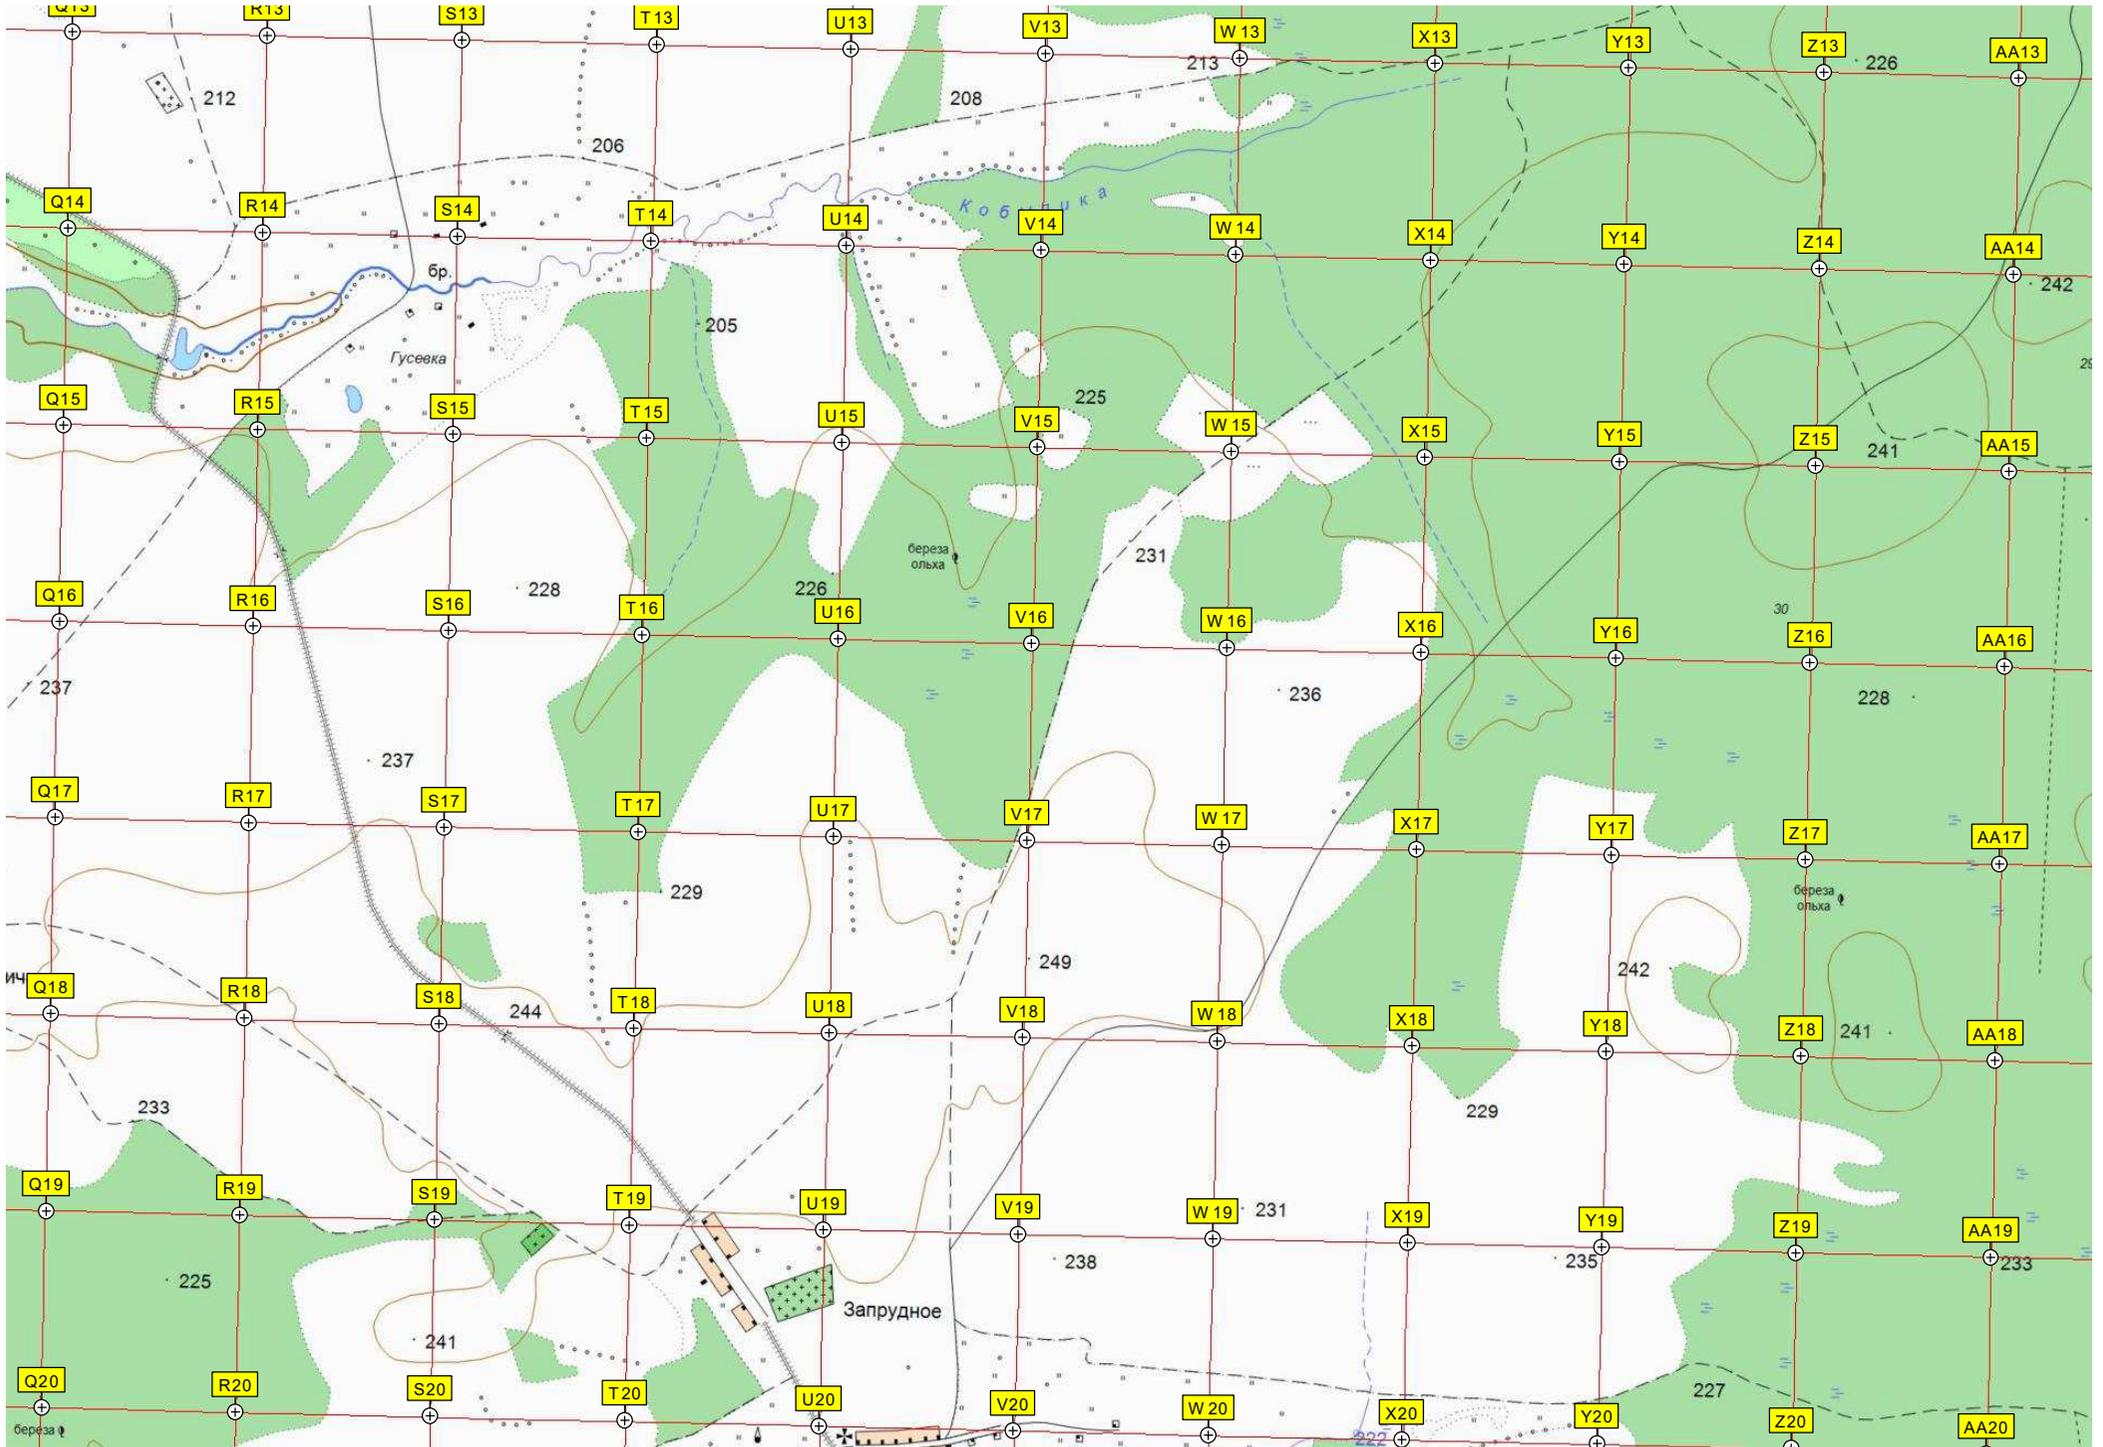 Q13 R13 S13 T13 U13 V13 W13 X13 Y13 Z13 AA13
213
226
212
208
206
Кобылка
Q14 R14 S14 T14 U14 V14 W14 X14 Y14 Z14 AA14
бр.
242
205
Гусевка
29
225
Q15 R15 S15 T15 U15 V15 W15 X15 Y15 Z15 AA15
241
береза
ольха
231
228
226
30
Q16 R16 S16 T16 U16 V16 W16 X16 Y16 Z16 AA16
237
236
228
237
Q17 R17 S17 T17 U17 V17 W17 X17 Y17 Z17 AA17
229
береза
ольха
249
242
ич
Q18 R18 S18 T18 U18 V18 W18 X18 Y18 Z18 AA18
244
241
233
229
Q19 R19 S19 T19 U19 V19 W19 X19 Y19 Z19 AA19
231
238
235
233
225
Запрудное
241
227
Q20 R20 S20 T20 U20 V20 W20 X20 Y20 Z20 AA20
береза
222